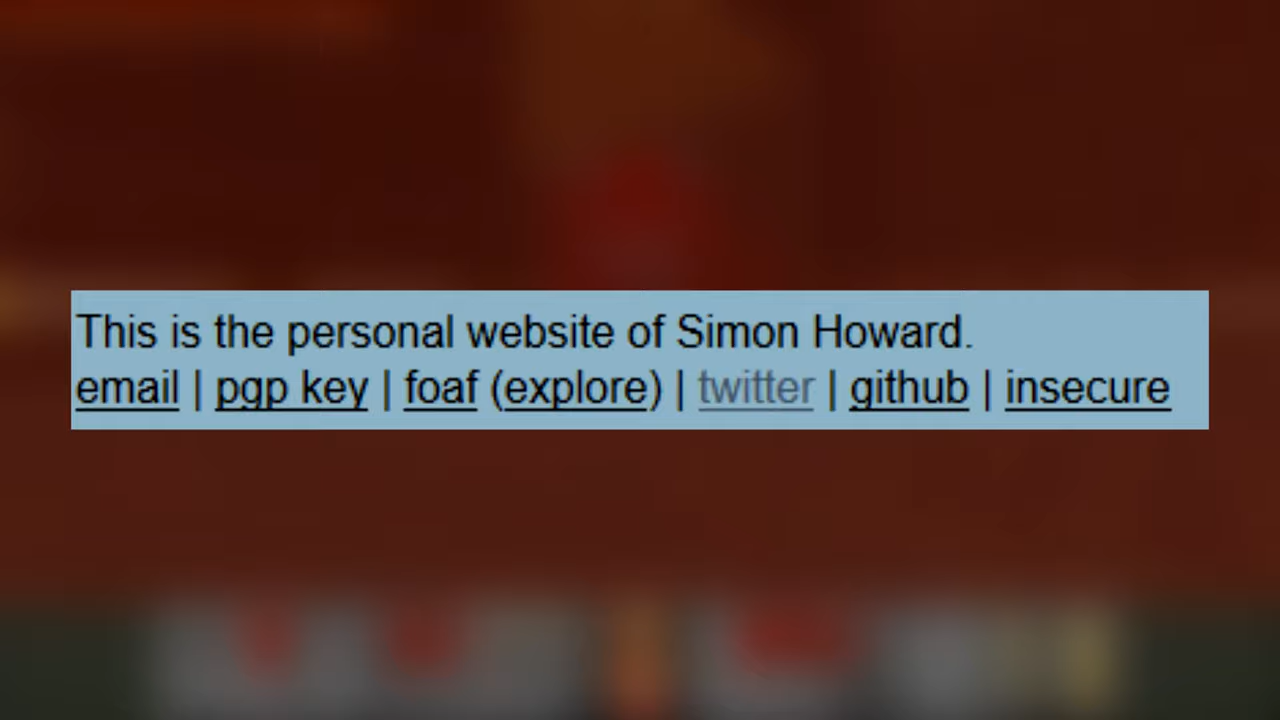 This is the personal website of Simon Howard.
email | pgp key | foaf (explore) | twitter | github | insecure